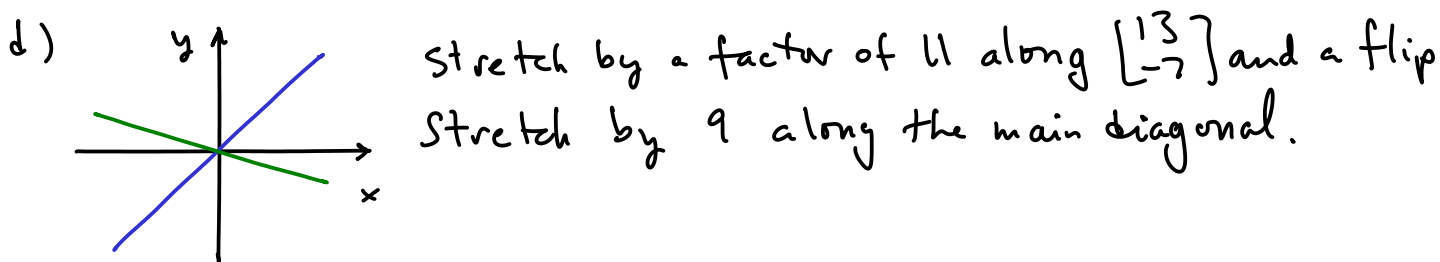 d)
y
x
stretch by a factor of 11 along [13 -7] and a flip
Stretch by 9 along the main diagonal.